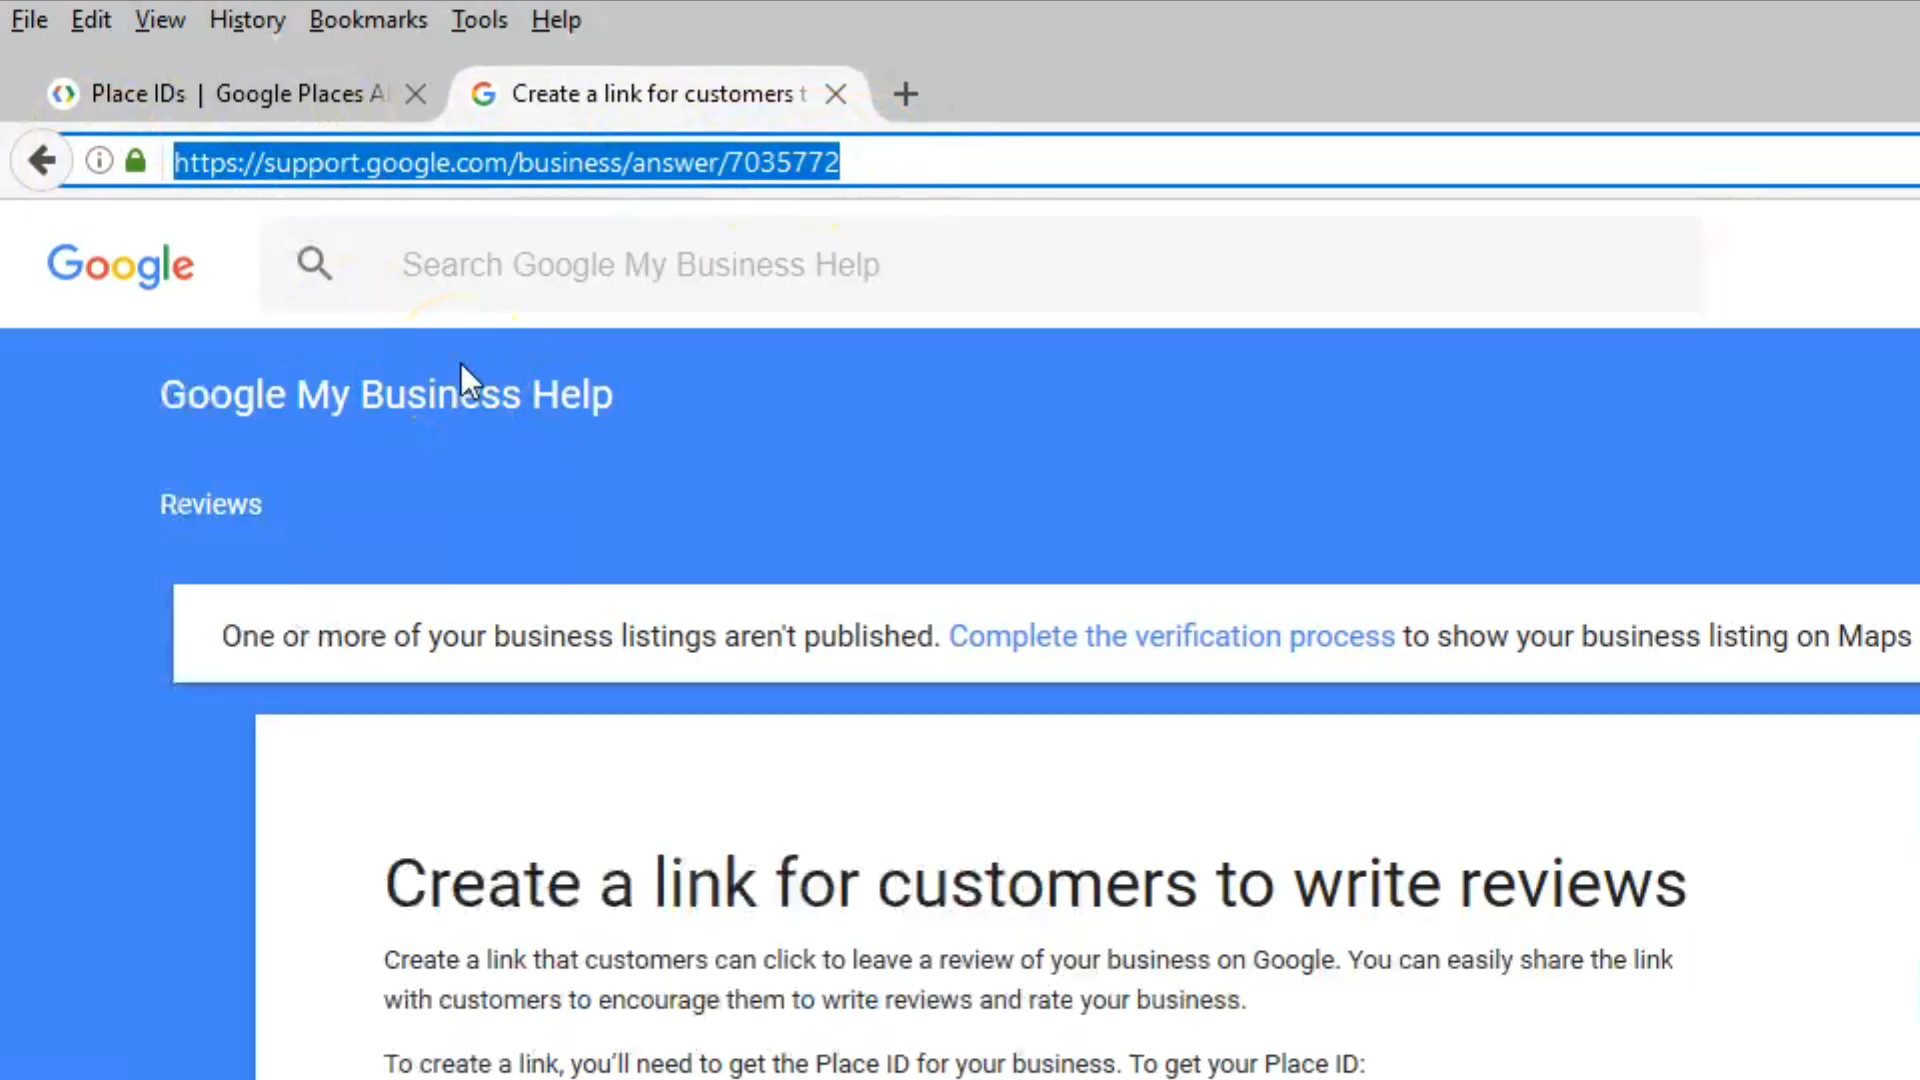 File Edit View History Bookmarks Tools Help
Place IDs | Google Places A
Create a link for customers t
https://support.google.com/business/answer/7035772
Google
Search Google My Business Help
Google My Business Help
Reviews
One or more of your business listings aren't published. Complete the verification process to show your business listing on Maps
Create a link for customers to write reviews
Create a link that customers can click to leave a review of your business on Google. You can easily share the link
with customers to encourage them to write reviews and rate your business.
To create a link, you’ll need to get the Place ID for your business. To get your Place ID: